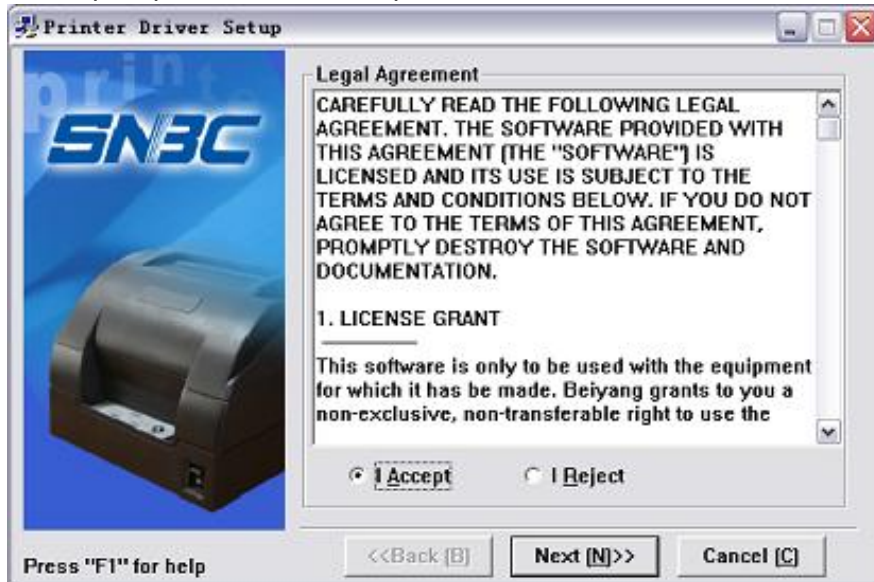 Printer Driver Setup
print
SNBC
Legal Agreement
CAREFULLY READ THE FOLLOWING LEGAL
AGREEMENT. THE SOFTWARE PROVIDED WITH
THIS AGREEMENT (THE "SOFTWARE") IS
LICENSED AND ITS USE IS SUBJECT TO THE
TERMS AND CONDITIONS BELOW. IF YOU DO NOT
AGREE TO THE TERMS OF THIS AGREEMENT,
PROMPTLY DESTROY THE SOFTWARE AND
DOCUMENTATION.
1. LICENSE GRANT
This software is only to be used with the equipment
for which it has be made. Beiyang grants to you a
non-exclusive, non-transferable right to use the
I Accept I Reject
Press "F1" for help
<<Back (B) Next (N)>> Cancel (C)